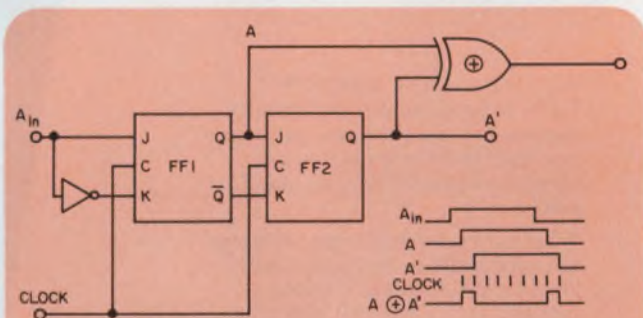 A
⊕
A_in
J Q
J Q
A'
C FF1
C FF2
K Q̅
K
A_in
A
A'
CLOCK
CLOCK
A ⊕ A'